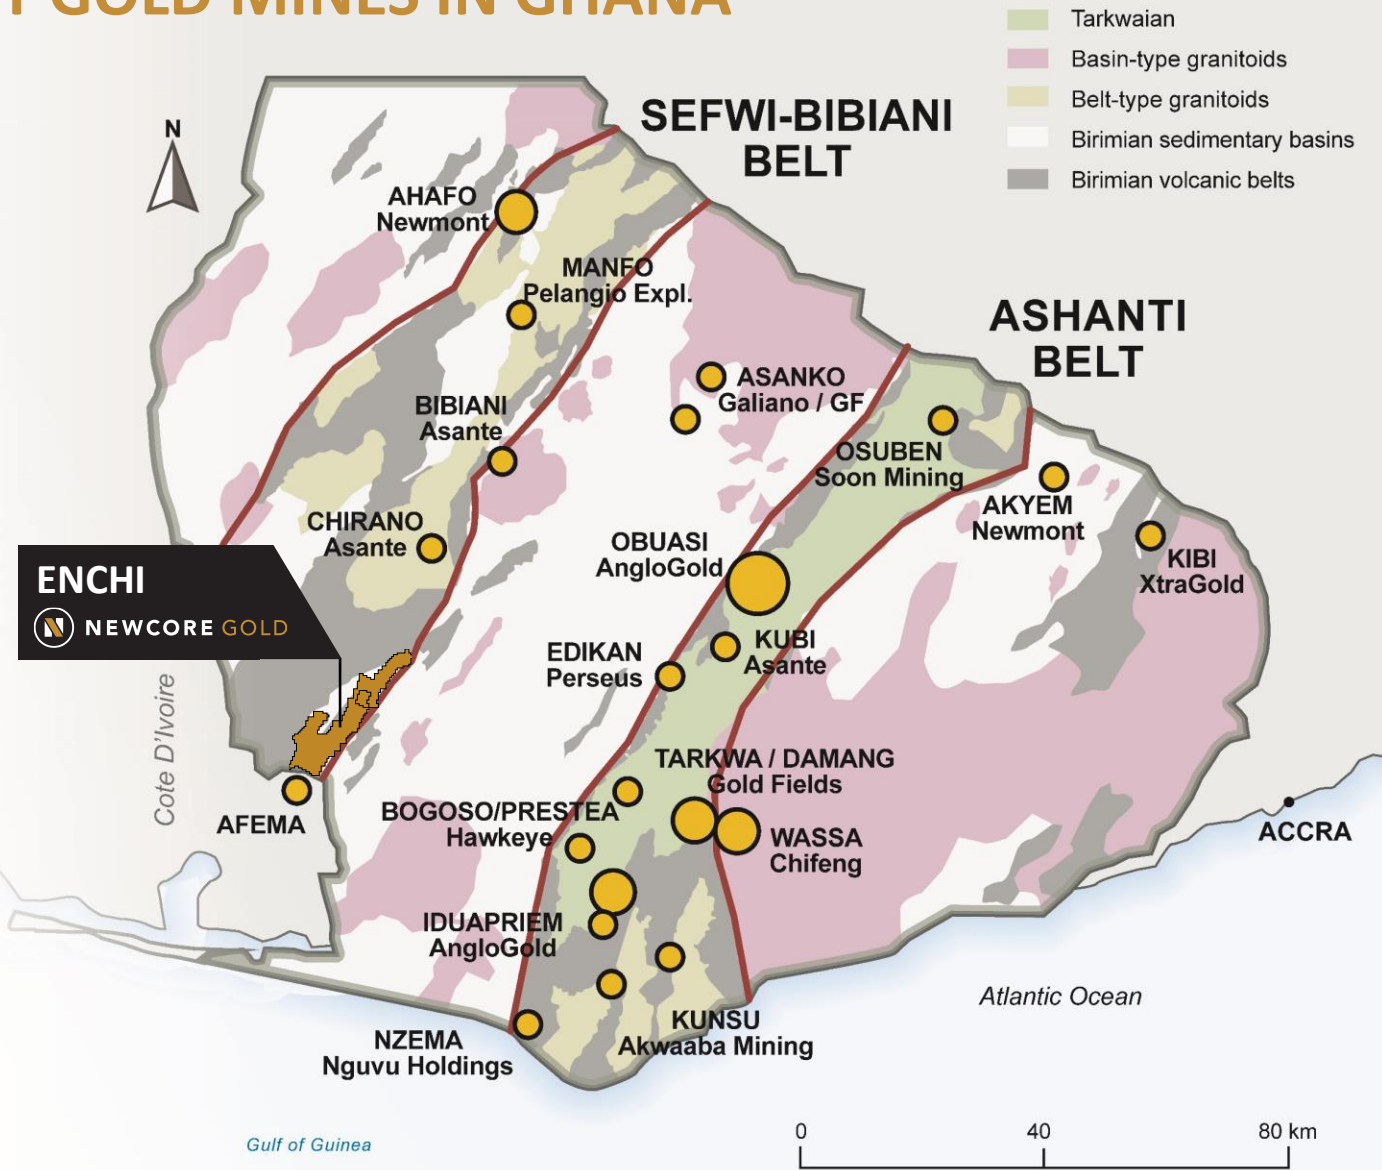 GOLD MINES IN GHANA
Tarkwaian
Basin-type granitoids
Belt-type granitoids
Birimian sedimentary basins
Birimian volcanic belts
SEFWI-BIBIANI
BELT
N
AHAFO
Newmont
MANFO
Pelangio Expl.
ASHANTI
BELT
ASANKO
Galiano / GF
BIBIANI
Asante
OSUBEN
Soon Mining
AKYEM
Newmont
CHIRANO
Asante
OBUASI
AngloGold
KIBI
XtraGold
ENCHI
N NEWCORE GOLD
KUBI
Asante
EDIKAN
Perseus
Cote D'Ivoire
TARKWA / DAMANG
Gold Fields
BOGOSO/PRESTEA
Hawkeye
AFEMA
WASSA
Chifeng
ACCRA
IDUAPRIEM
AngloGold
Atlantic Ocean
KUNSU
Akwaaba Mining
NZEMA
Nguvu Holdings
Gulf of Guinea
0 40 80 km